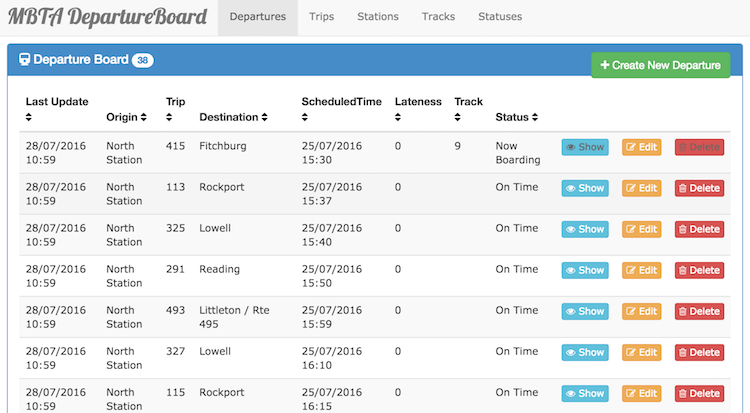 MBTA DepartureBoard Departures Trips Stations Tracks Statuses
Departure Board 38
Create New Departure
Last Update Origin Trip Destination ScheduledTime Lateness Track Status
28/07/2016 10:59 North Station 415 Fitchburg 25/07/2016 15:30 0 9 Now Boarding Show Edit Delete
28/07/2016 10:59 North Station 113 Rockport 25/07/2016 15:37 0 On Time Show Edit Delete
28/07/2016 10:59 North Station 325 Lowell 25/07/2016 15:40 0 On Time Show Edit Delete
28/07/2016 10:59 North Station 291 Reading 25/07/2016 15:50 0 On Time Show Edit Delete
28/07/2016 10:59 North Station 493 Littleton / Rte 495 25/07/2016 15:59 0 On Time Show Edit Delete
28/07/2016 10:59 North Station 327 Lowell 25/07/2016 16:10 0 On Time Show Edit Delete
28/07/2016 10:59 North Station 115 Rockport 25/07/2016 16:15 0 On Time Show Edit Delete